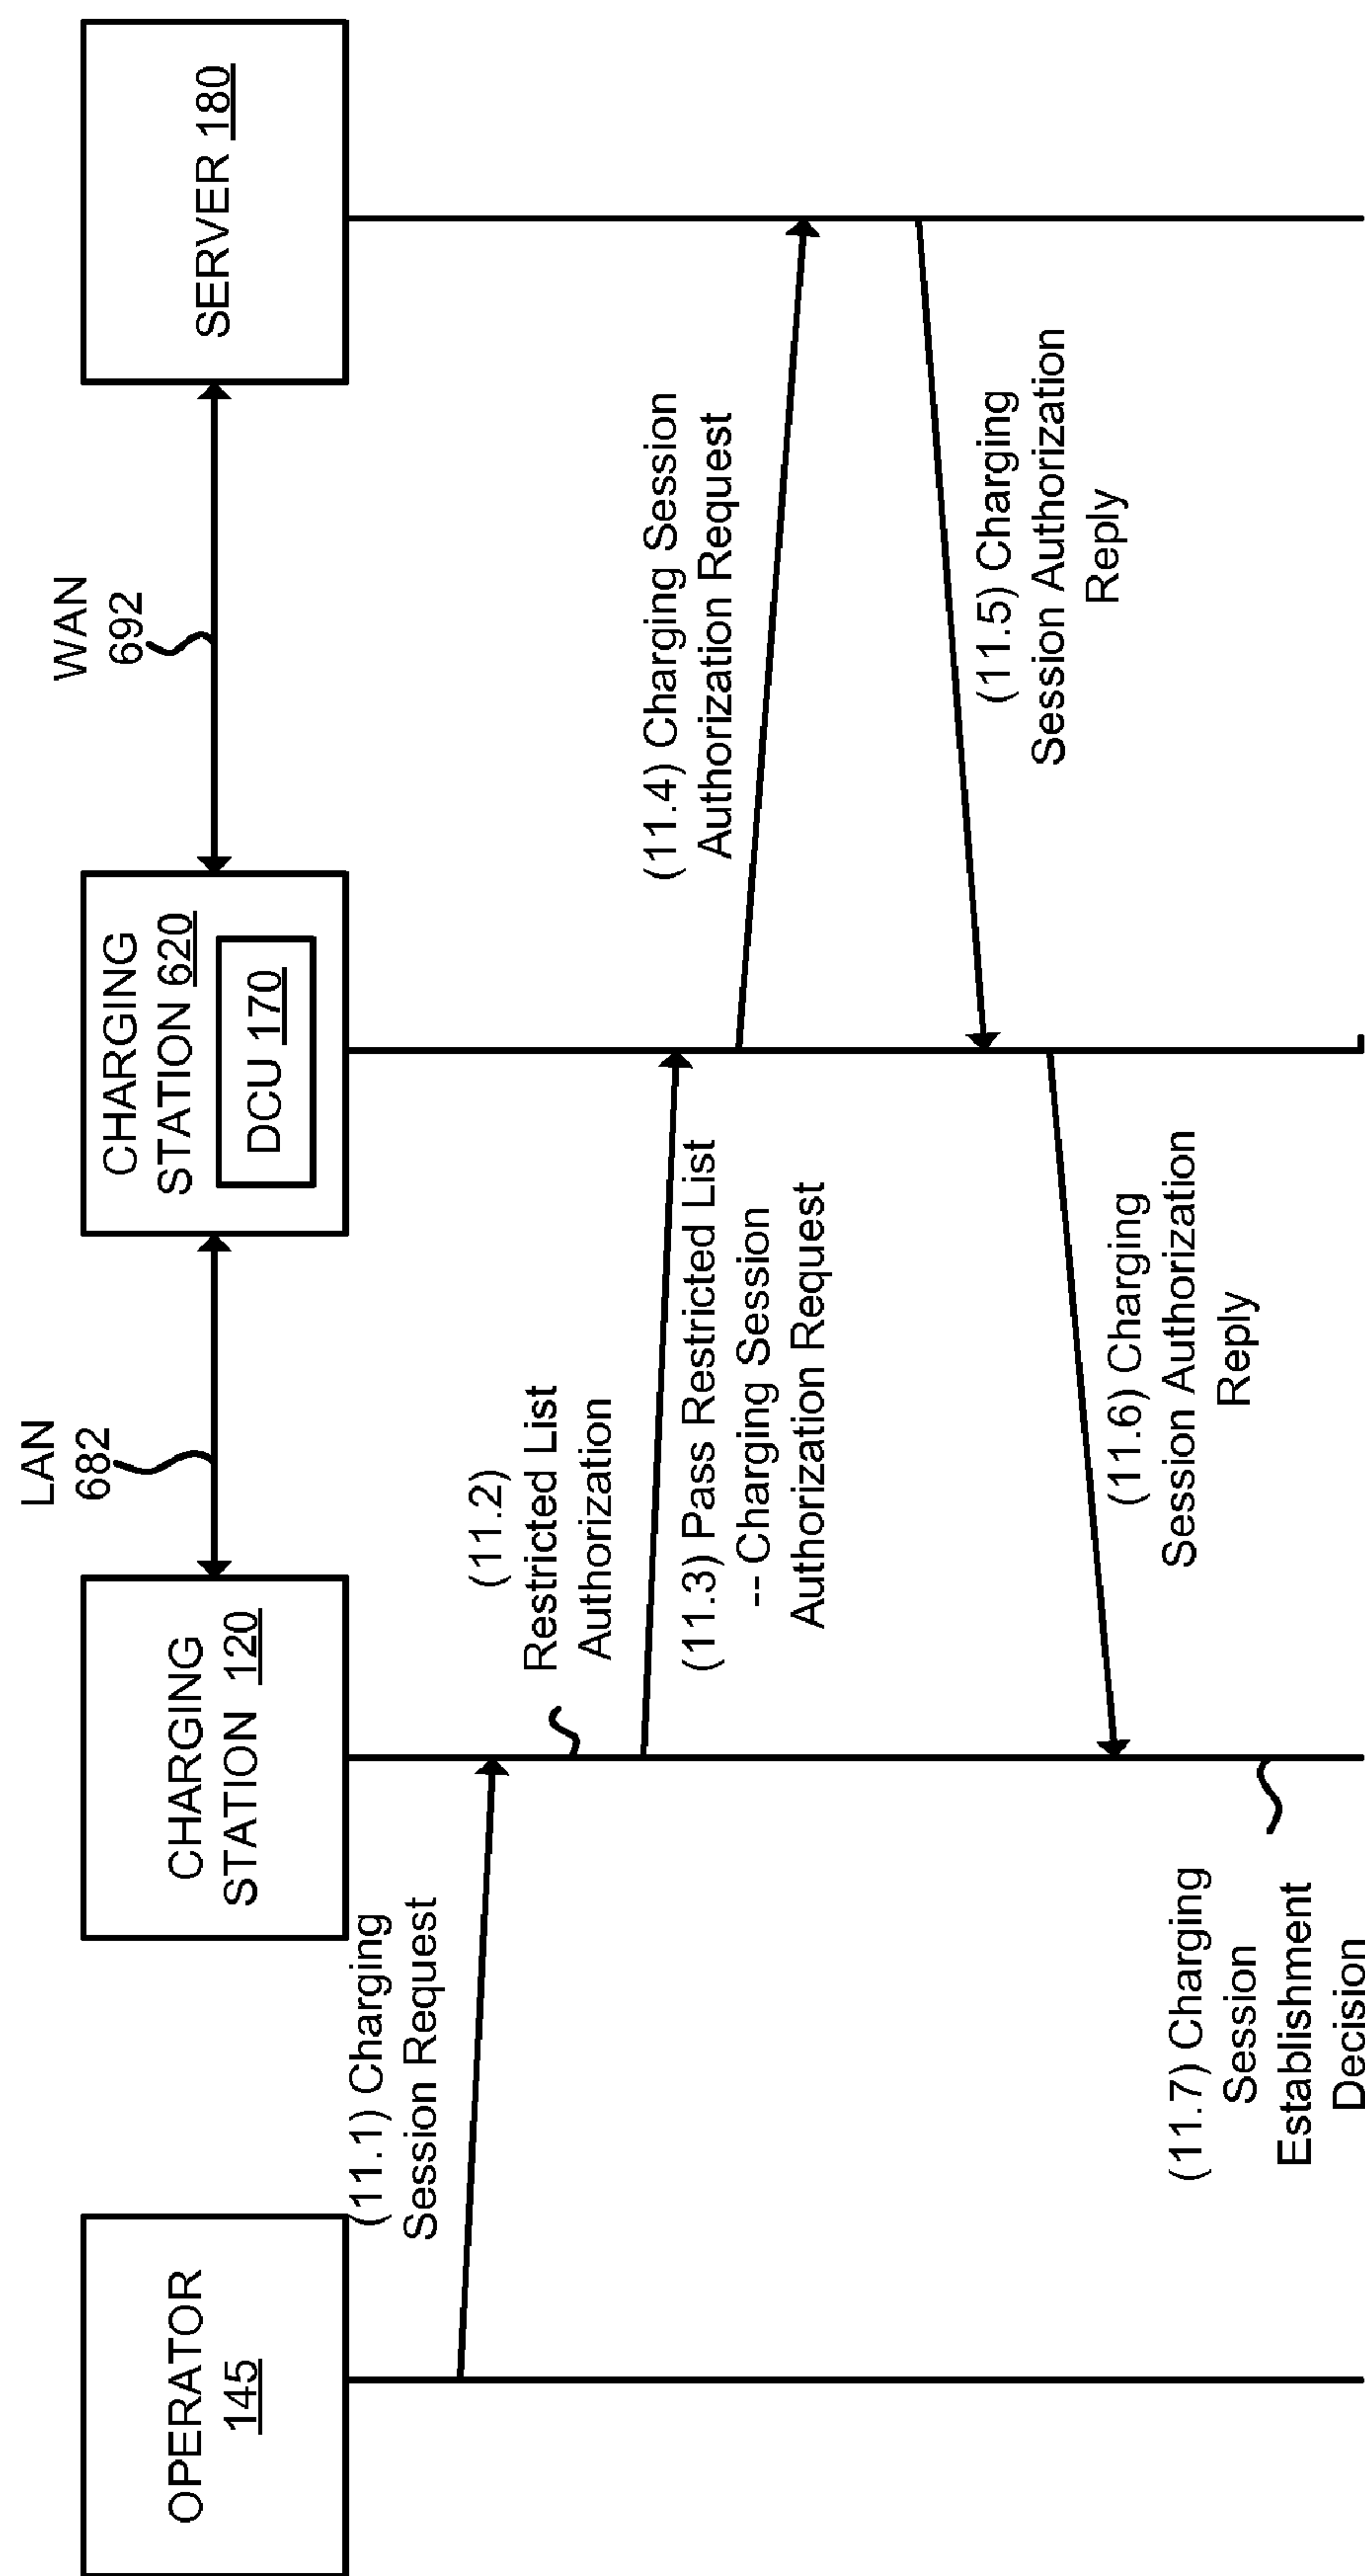 OPERATOR
145
CHARGING
STATION 120
LAN
682
CHARGING
STATION 620
DCU 170
WAN
692
SERVER 180
(11.1) Charging
Session Request
(11.2)
Restricted List
Authorization
(11.3) Pass Restricted List
-- Charging Session
Authorization Request
(11.4) Charging Session
Authorization Request
(11.5) Charging
Session Authorization
Reply
(11.6) Charging
Session Authorization
Reply
(11.7) Charging
Session
Establishment
Decision